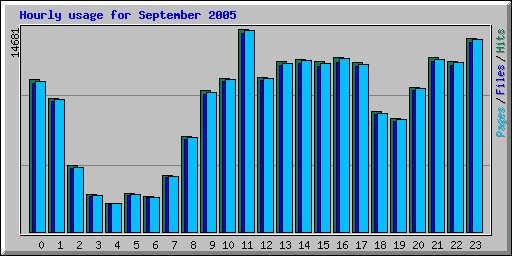 Hourly usage for September 2005
14681
Pages/Files/Hits
0 1 2 3 4 5 6 7 8 9 10 11 12 13 14 15 16 17 18 19 20 21 22 23